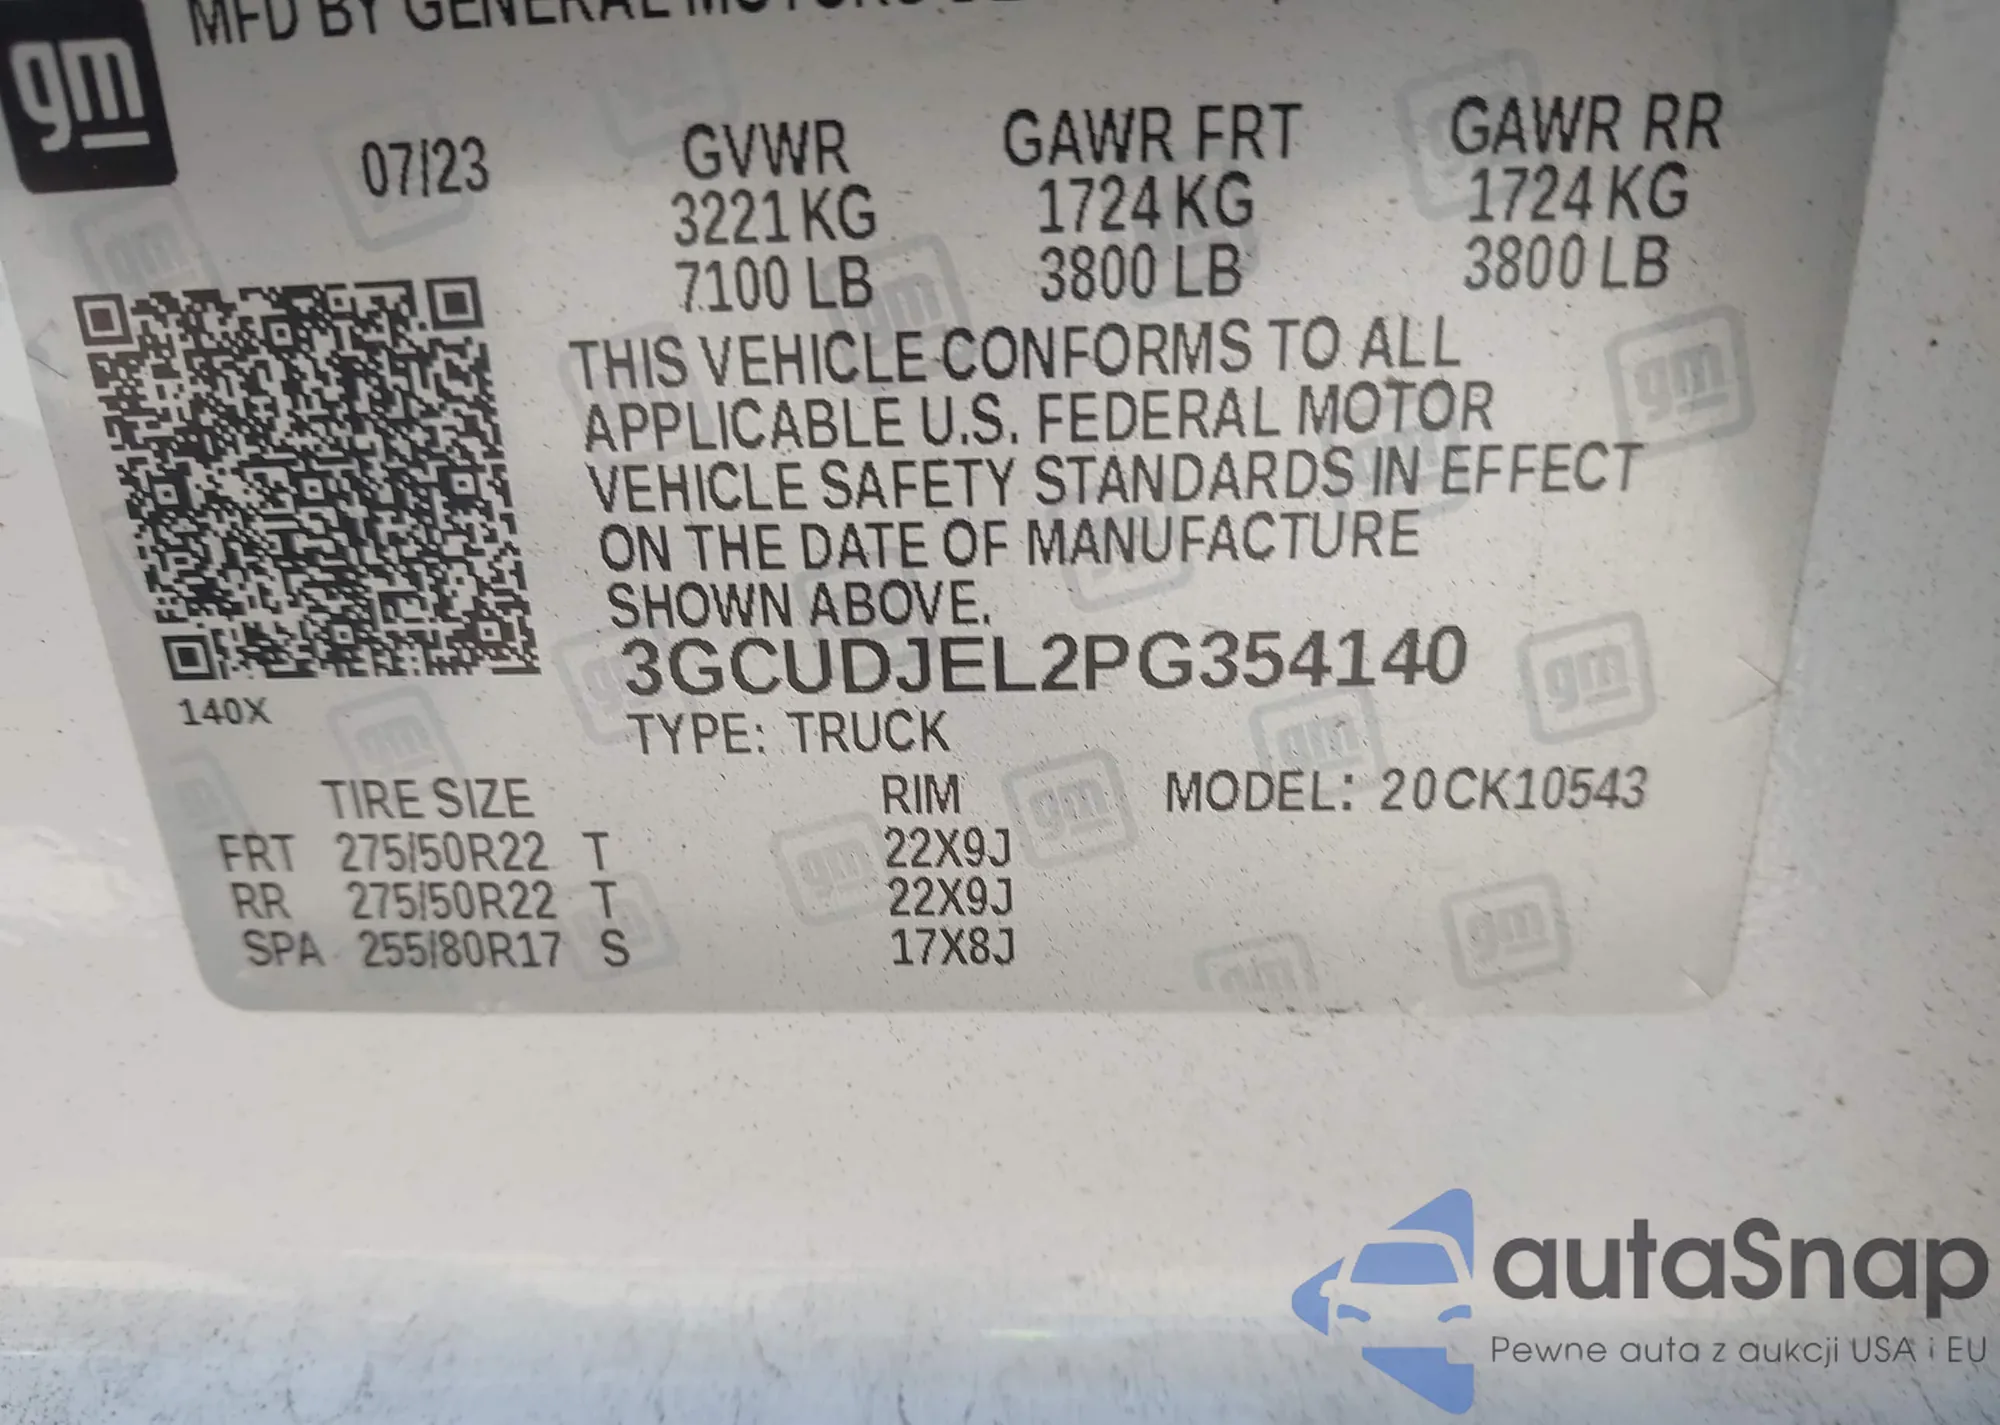 gm
MFD BY GENERAL MOTORS
07/23
GVWR GAWR FRT GAWR RR
3221 KG 1724 KG 1724 KG
7100 LB 3800 LB 3800 LB
THIS VEHICLE CONFORMS TO ALL
APPLICABLE U.S. FEDERAL MOTOR
VEHICLE SAFETY STANDARDS IN EFFECT
ON THE DATE OF MANUFACTURE
SHOWN ABOVE.
3GCUDJEL2PG354140
140X
TYPE: TRUCK
TIRE SIZE RIM MODEL: 20CK10543
FRT 275/50R22 T 22X9J
RR 275/50R22 T 22X9J
SPA 255/80R17 S 17X8J
autaSnap
Pewne auta z aukcji USA i EU